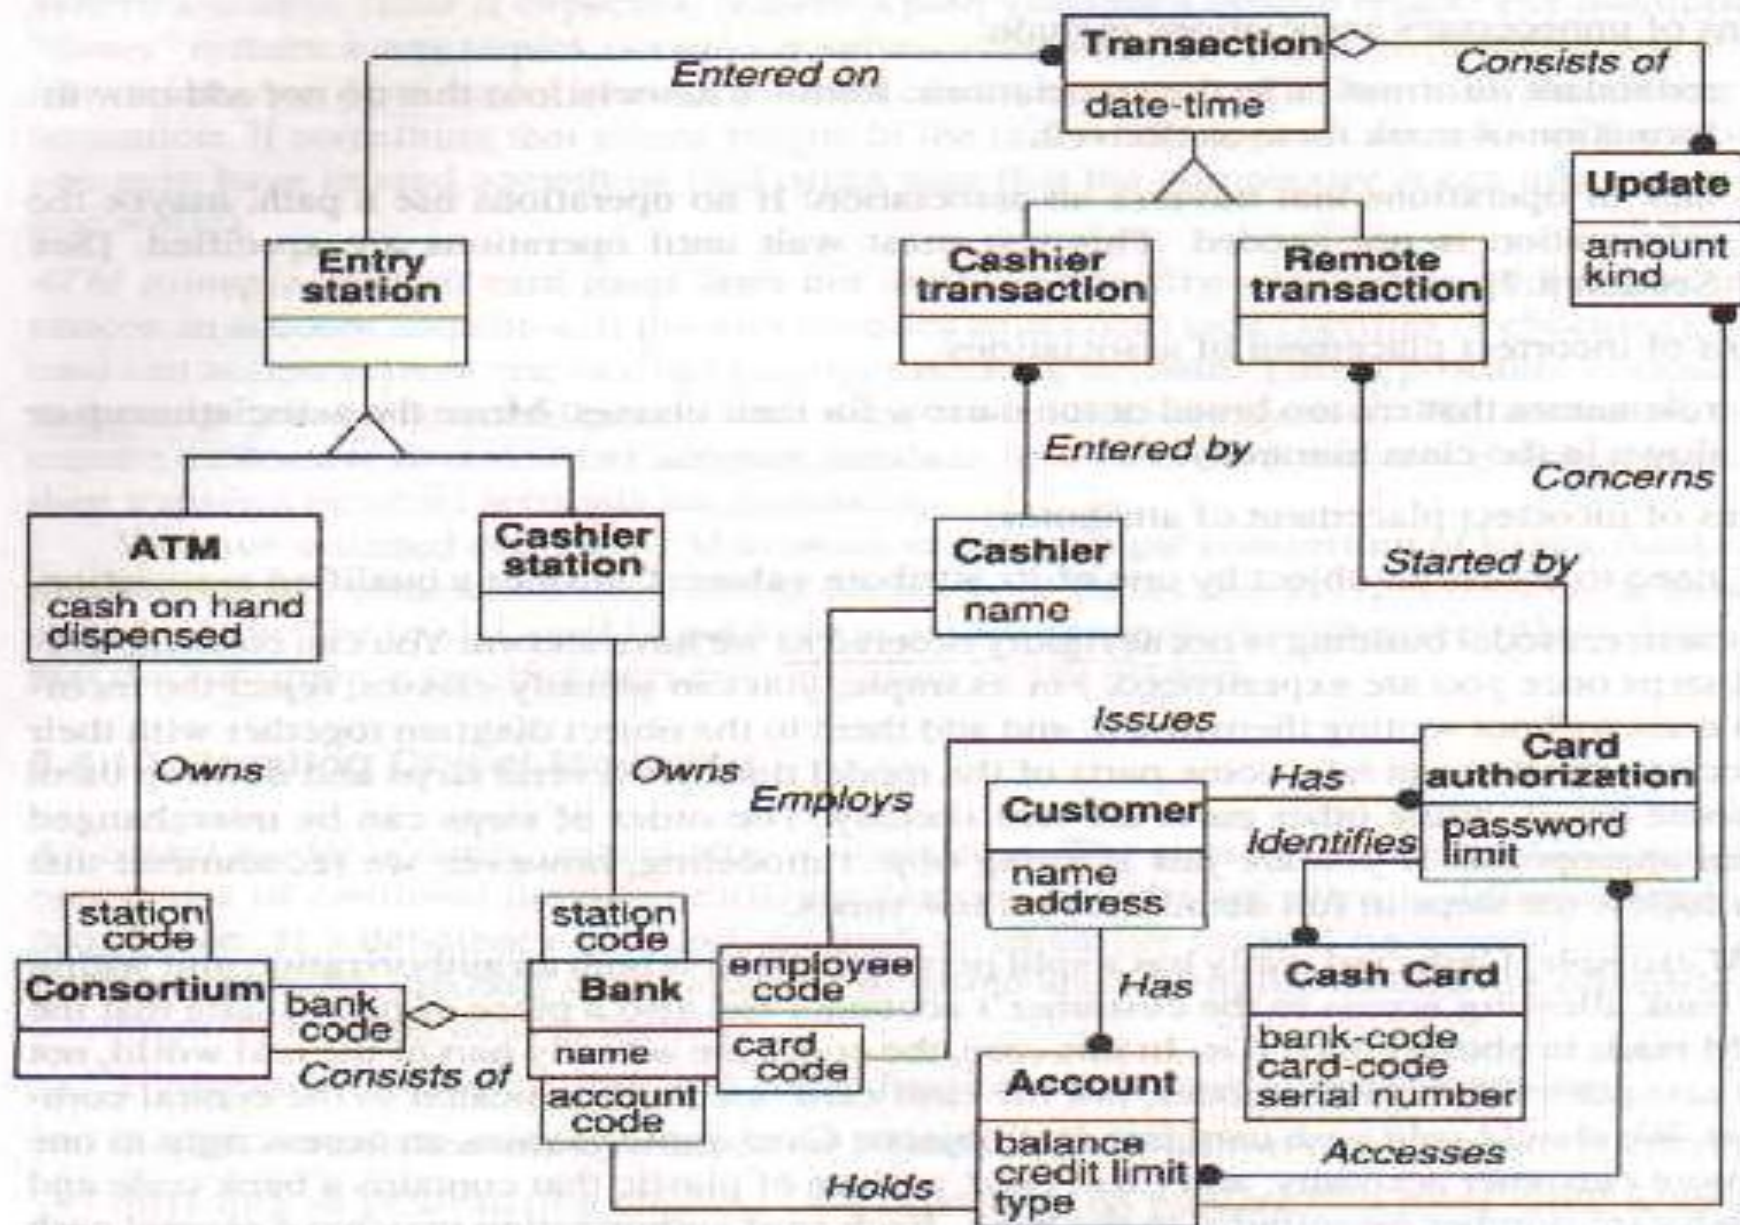 Transaction
Consists of
Entered on
date-time
Update
amount
kind
Entry
station
Cashier
transaction
Remote
transaction
Entered by
Concerns
ATM
cash on hand
dispensed
Cashier
station
Cashier
name
Started by
Issues
Owns
Owns
Employs
Customer
name
address
Has
Identifies
Card
authorization
password
limit
station
code
station
code
employee
code
Has
Cash Card
bank-code
card-code
serial number
Consortium
bank
code
Bank
name
card
code
Consists of
account
code
Account
balance
credit limit
type
Accesses
Holds